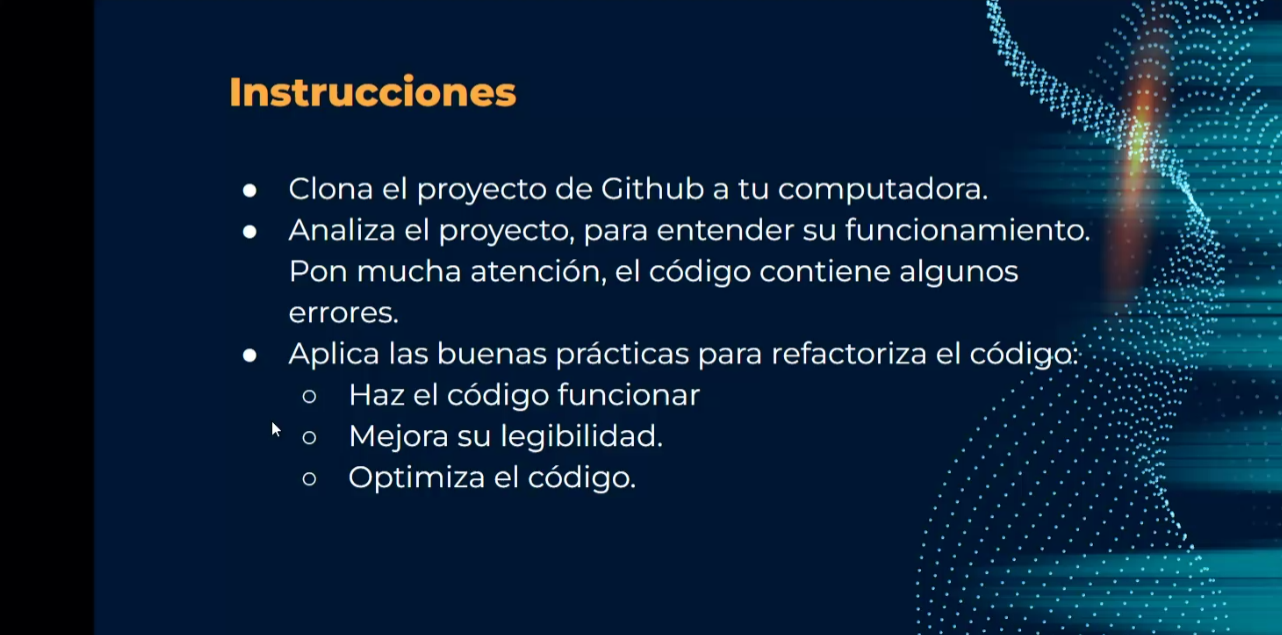 Instrucciones
● Clona el proyecto de Github a tu computadora.
● Analiza el proyecto, para entender su funcionamiento.
Pon mucha atención, el código contiene algunos
errores.
● Aplica las buenas prácticas para refactoriza el código:
○ Haz el código funcionar
○ Mejora su legibilidad.
○ Optimiza el código.